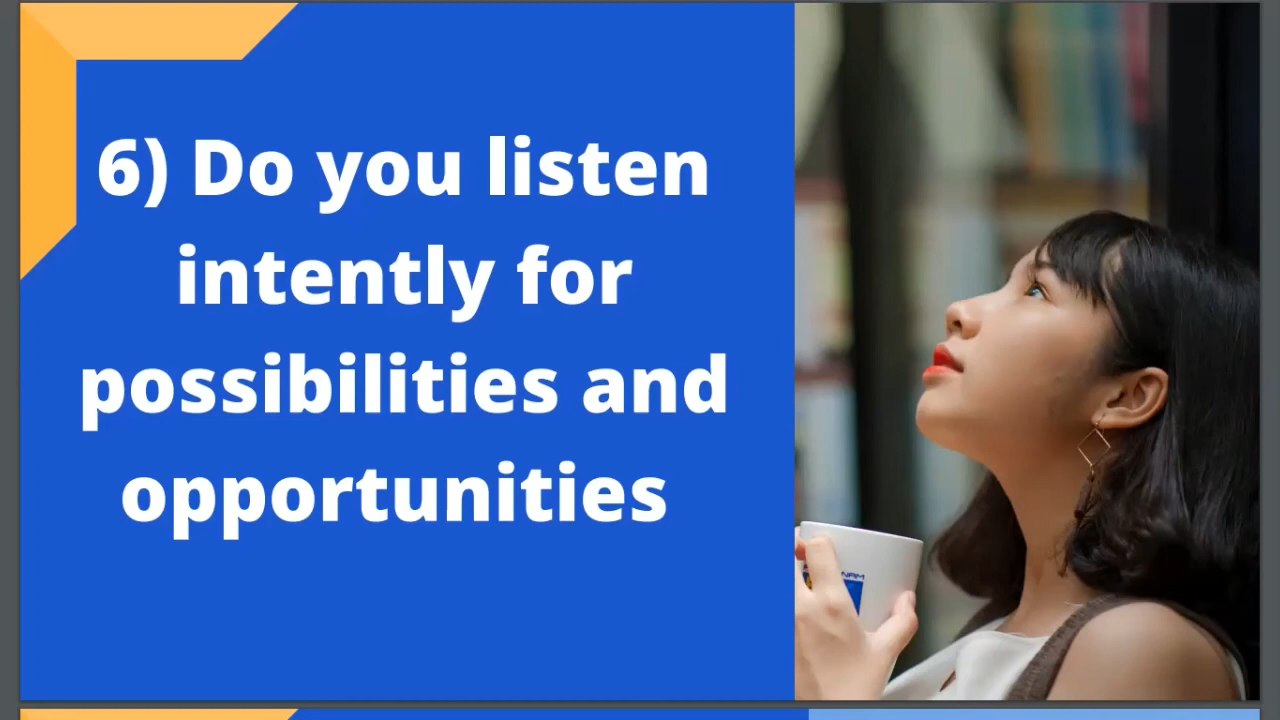 6) Do you listen
intently for
possibilities and
opportunities